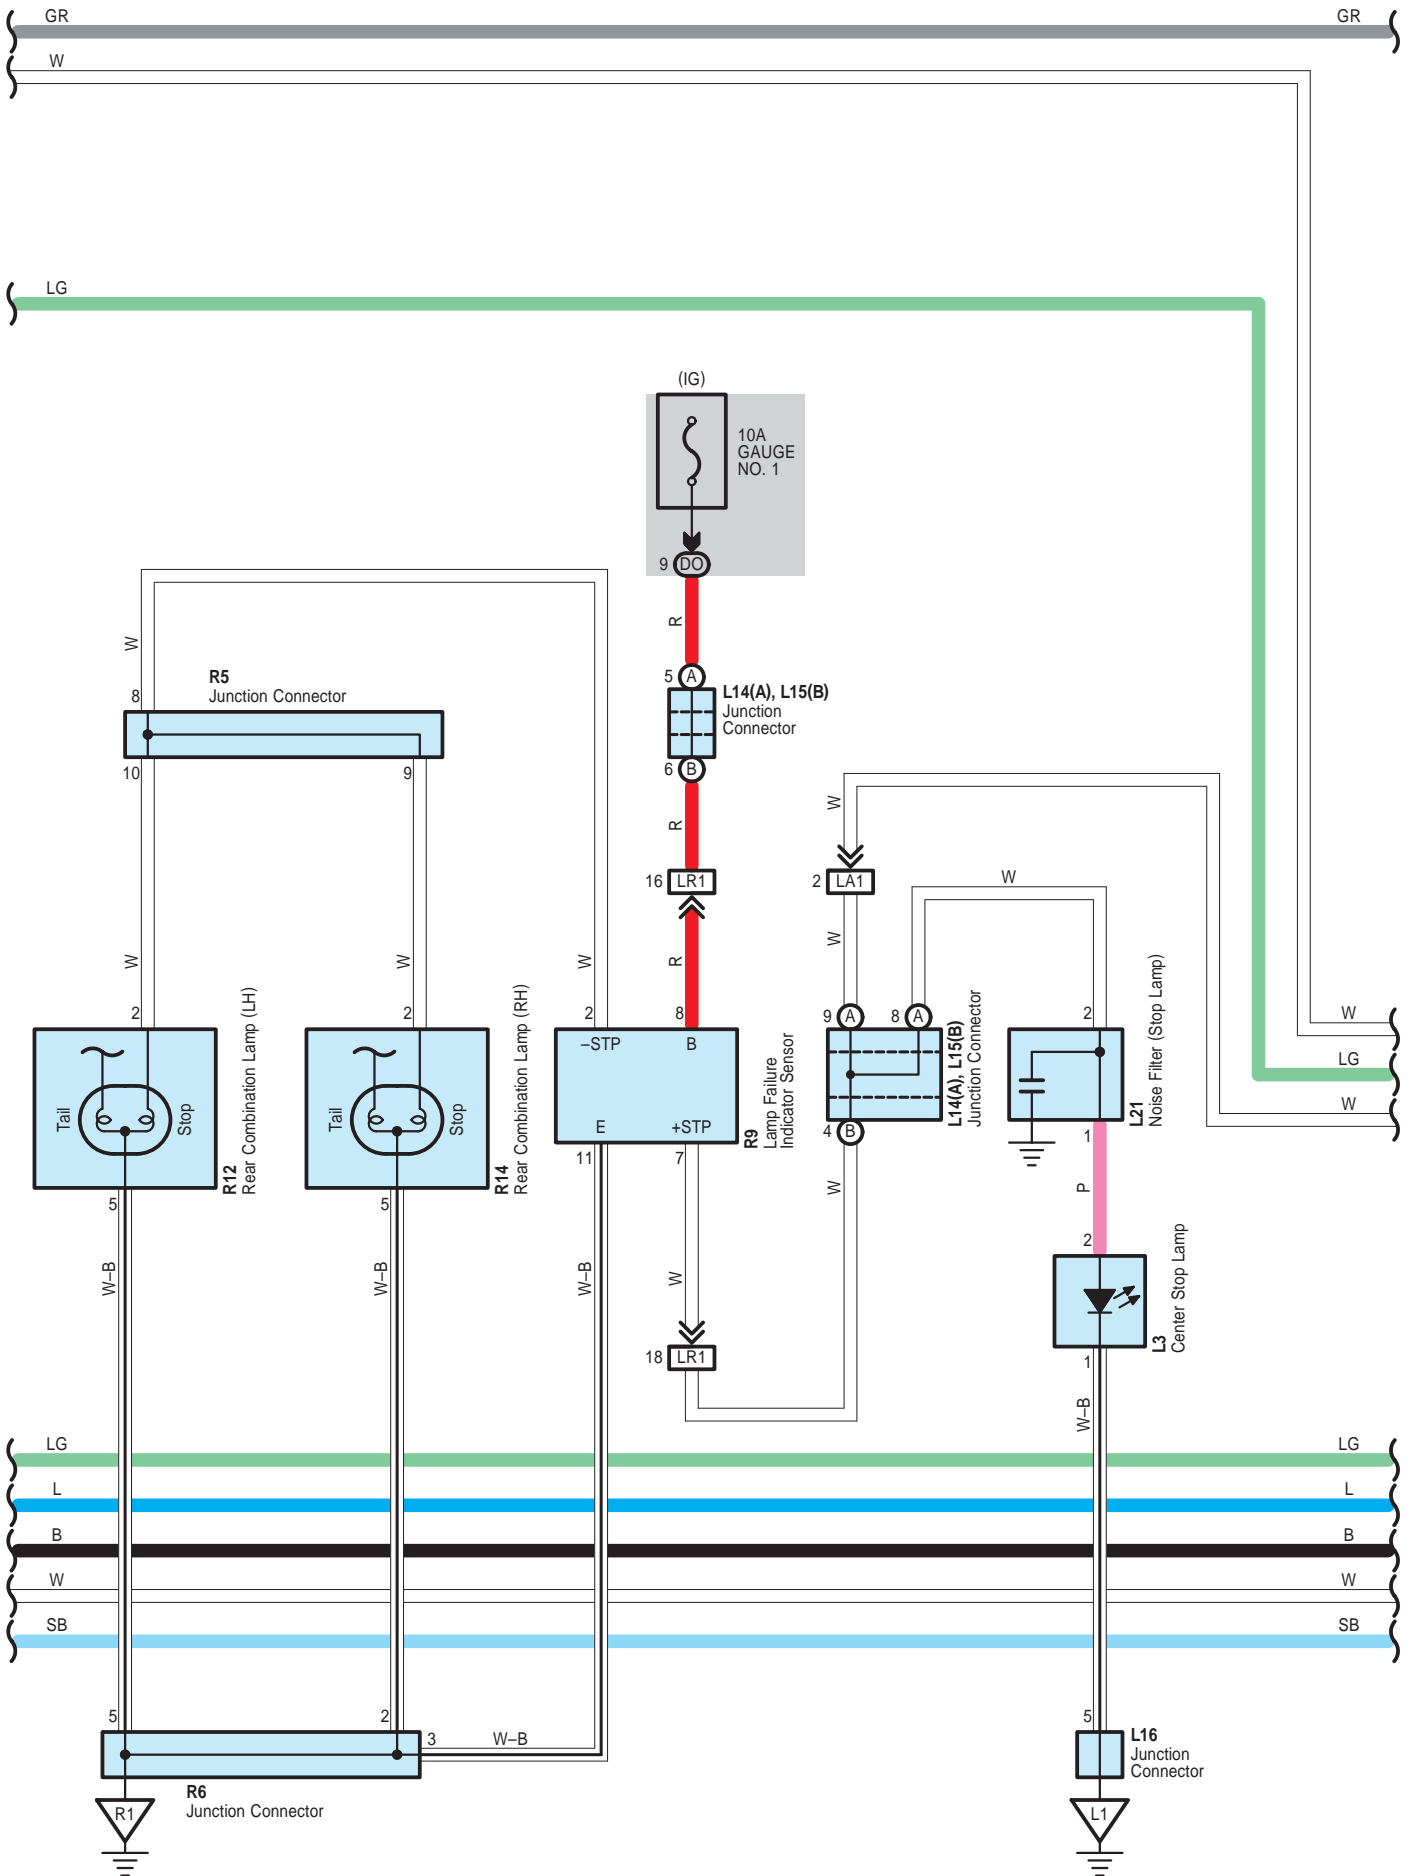 GR GR
W
LG
(IG)
10A
GAUGE
NO. 1
9 DO
R
W
R5
Junction Connector
8
5 A
L14(A), L15(B)
Junction
Connector
10 9
6 B
R
W
16 LR1
2 LA1
W
W
W
W
W
R
2
2
2 8
9 A 8 A
2
W
LG
W
–STP B
E +STP
Tail
Stop
R12
Rear Combination Lamp (LH)
Tail
Stop
R14
Rear Combination Lamp (RH)
R9
Lamp Failure
Indicator Sensor
L14(A), L15(B)
Junction Connector
L21
Noise Filter (Stop Lamp)
4 B
1
5
5
11 7
W
P
2
W–B
W–B
W–B
W
L3
Center Stop Lamp
18 LR1
1
W–B
LG LG
L L
B B
W W
SB SB
5 2
3 W–B
5
L16
Junction
Connector
R6
Junction Connector
R1
L1